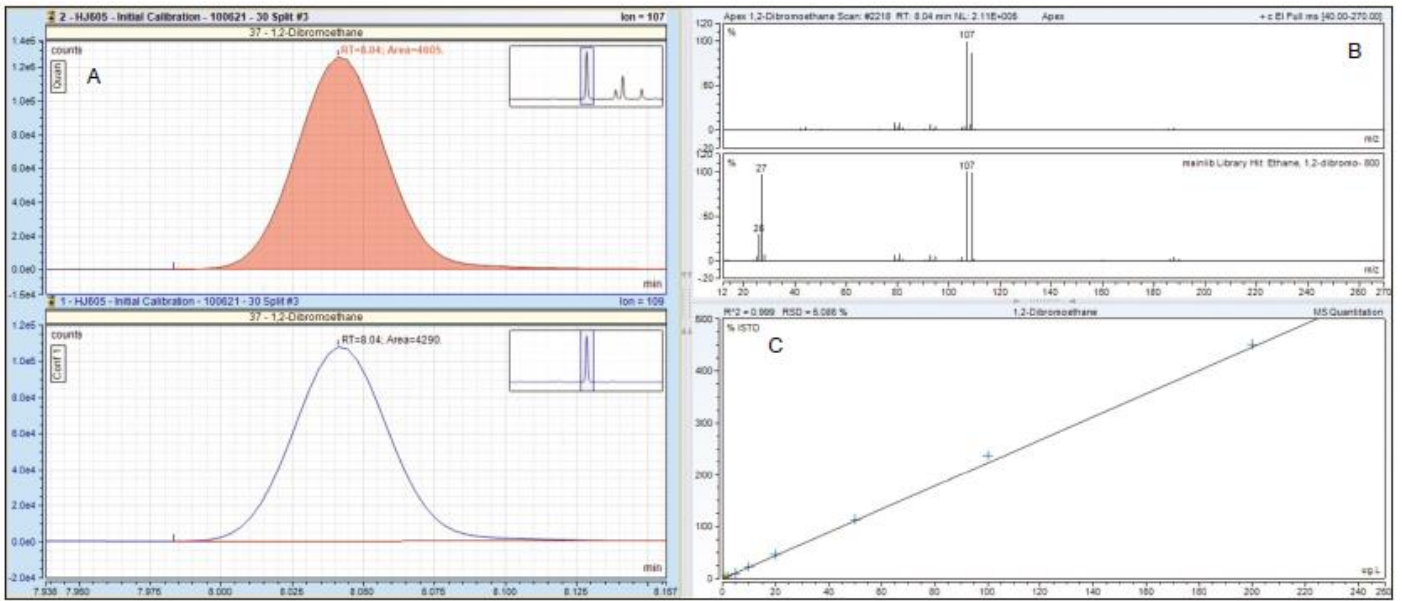 2 - HJ605 - Initial Calibration - 100621 - 30 Split #3 Ion = 107
37 - 1,2-Dibromoethane
counts
Quan
A
RT=8.04; Area=4605.
1.4e5
1.2e5
1.0e5
8.0e4
6.0e4
4.0e4
2.0e4
0.0e0
-1.5e4
min
1 - HJ605 - Initial Calibration - 100621 - 30 Split #3 Ion = 109
37 - 1,2-Dibromoethane
counts
Conf 1
RT=8.04; Area=4290.
1.2e5
1.0e5
8.0e4
6.0e4
4.0e4
2.0e4
0.0e0
-2.0e4
min
7.938 7.950 7.975 8.000 8.025 8.050 8.075 8.100 8.125 8.167
Apex 1,2-Dibromoethane Scan: #2218 RT: 8.04 min NL: 2.11E+006 Apex + c EI Full ms [40.00-270.00]
120
%
100
50
0
-20
107
B
m/z
120
%
100
50
0
-20
27
26
107
mainlib Library Hit: Ethane, 1,2-dibromo- 800
m/z
12 20 40 60 80 100 120 140 160 180 200 220 240 260 270
R^2 = 0.999 RSD = 5.086 % 1,2-Dibromoethane MS Quantitation
% ISTD
C
500
400
300
200
100
0
0 20 40 60 80 100 120 140 160 180 200 220 240 250